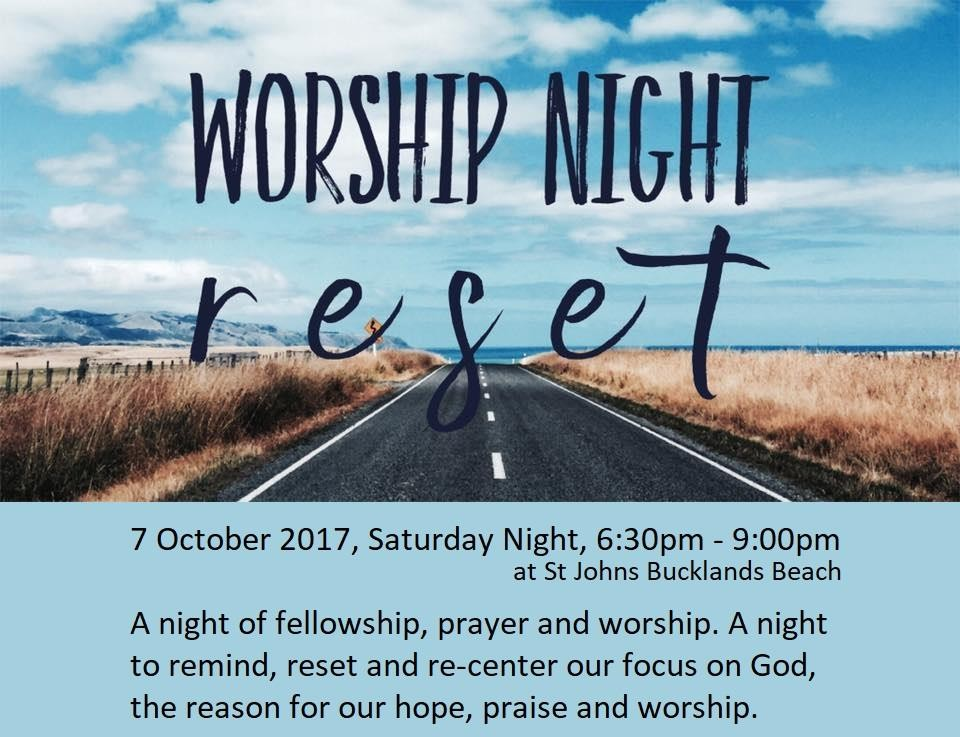 WORSHIP NIGHT
reset
7 October 2017, Saturday Night, 6:30pm - 9:00pm
at St Johns Bucklands Beach
A night of fellowship, prayer and worship. A night
to remind, reset and re-center our focus on God,
the reason for our hope, praise and worship.